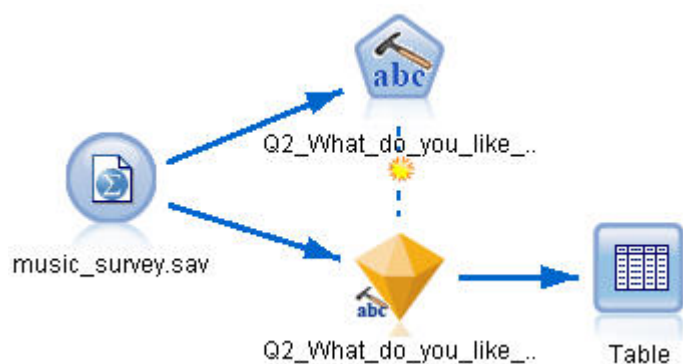 abc
Q2_What_do_you_like_..
music_survey.sav
abc
Q2_What_do_you_like_..
Table